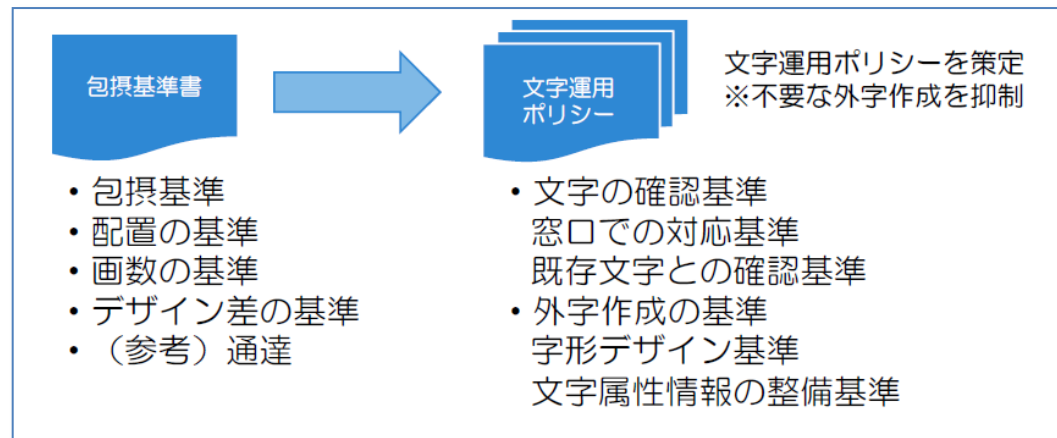 包摂基準書
文字運用
ポリシー
文字運用ポリシーを策定
※不要な外字作成を抑制
・包摂基準
・配置の基準
・画数の基準
・デザイン差の基準
・（参考）通達
・文字の確認基準
窓口での対応基準
既存文字との確認基準
・外字作成の基準
字形デザイン基準
文字属性情報の整備基準